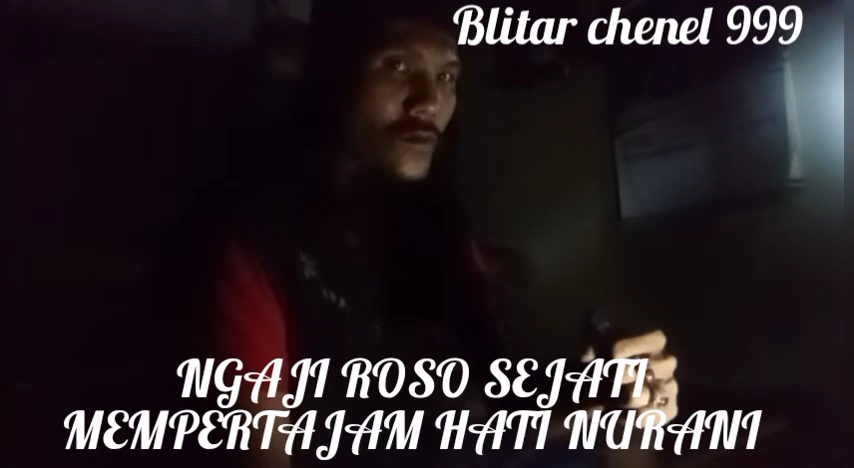 Blitar chenel 999
NGAJI ROSO SEJATI
MEMPERTAJAM HATI NURANI